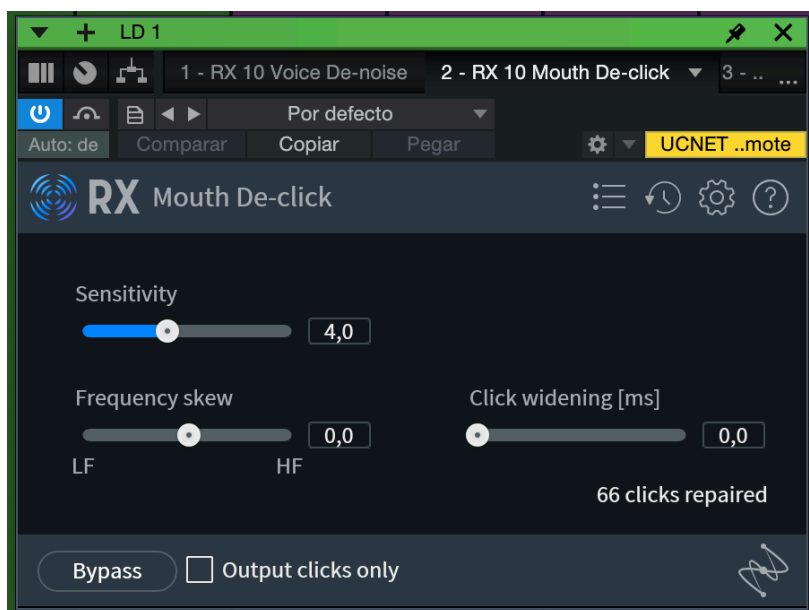 LD 1
1 - RX 10 Voice De-noise 2 - RX 10 Mouth De-click 3 - .. ...
Por defecto
Auto: de Comparar Copiar Pegar UCNET ..mote
RX Mouth De-click
Sensitivity
4,0
Frequency skew Click widening [ms]
0,0 0,0
LF HF
66 clicks repaired
Bypass Output clicks only